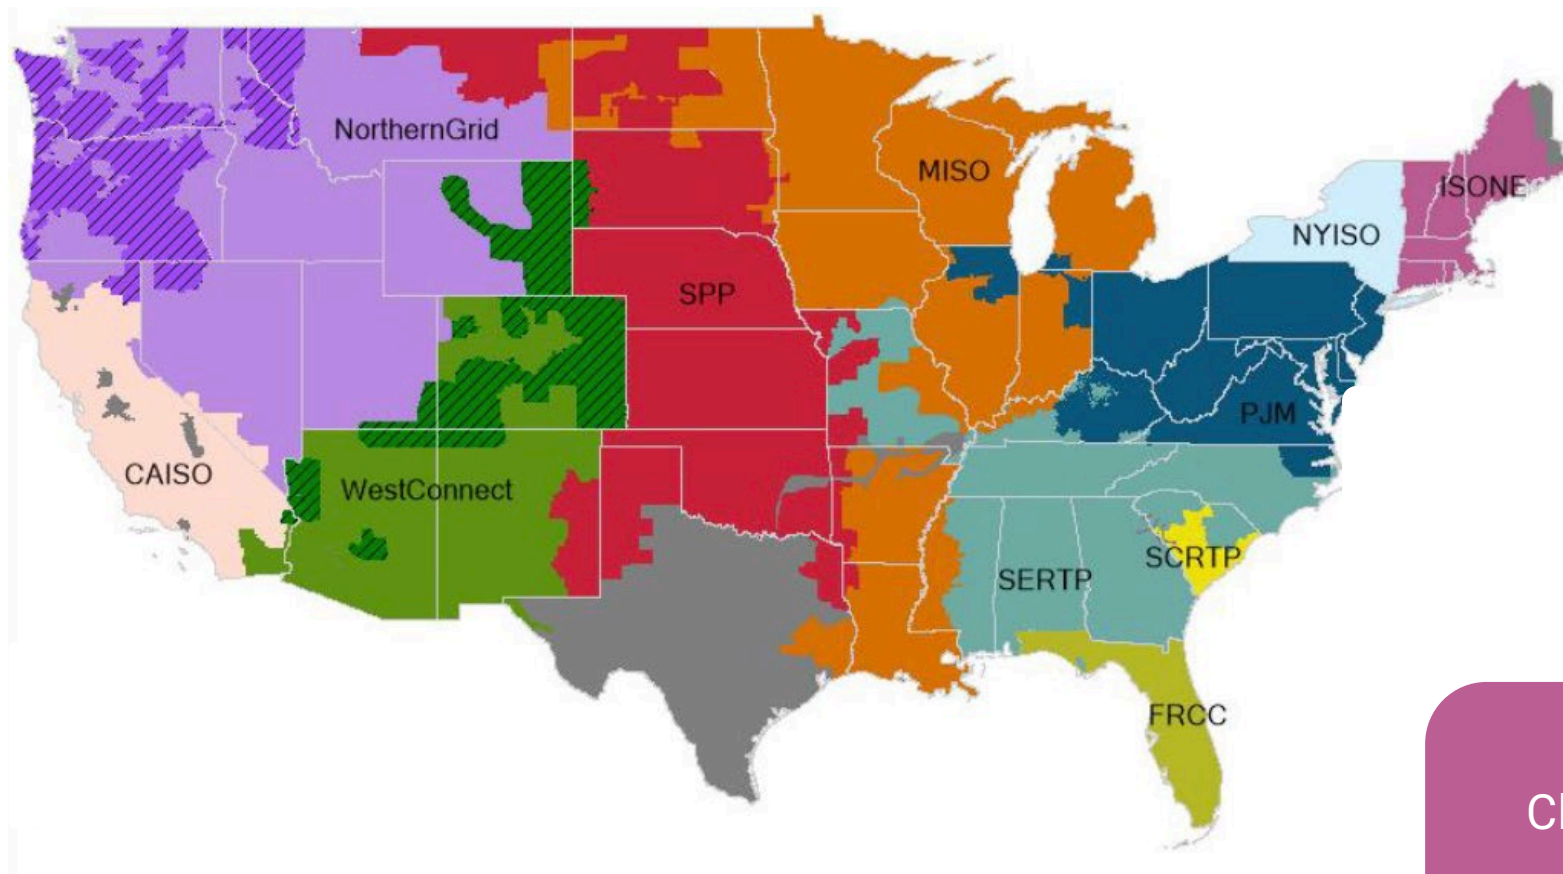 NorthernGrid
MISO
ISONE
NYISO
SPP
PJM
CAISO
WestConnect
SCRTP
SERTP
FRCC